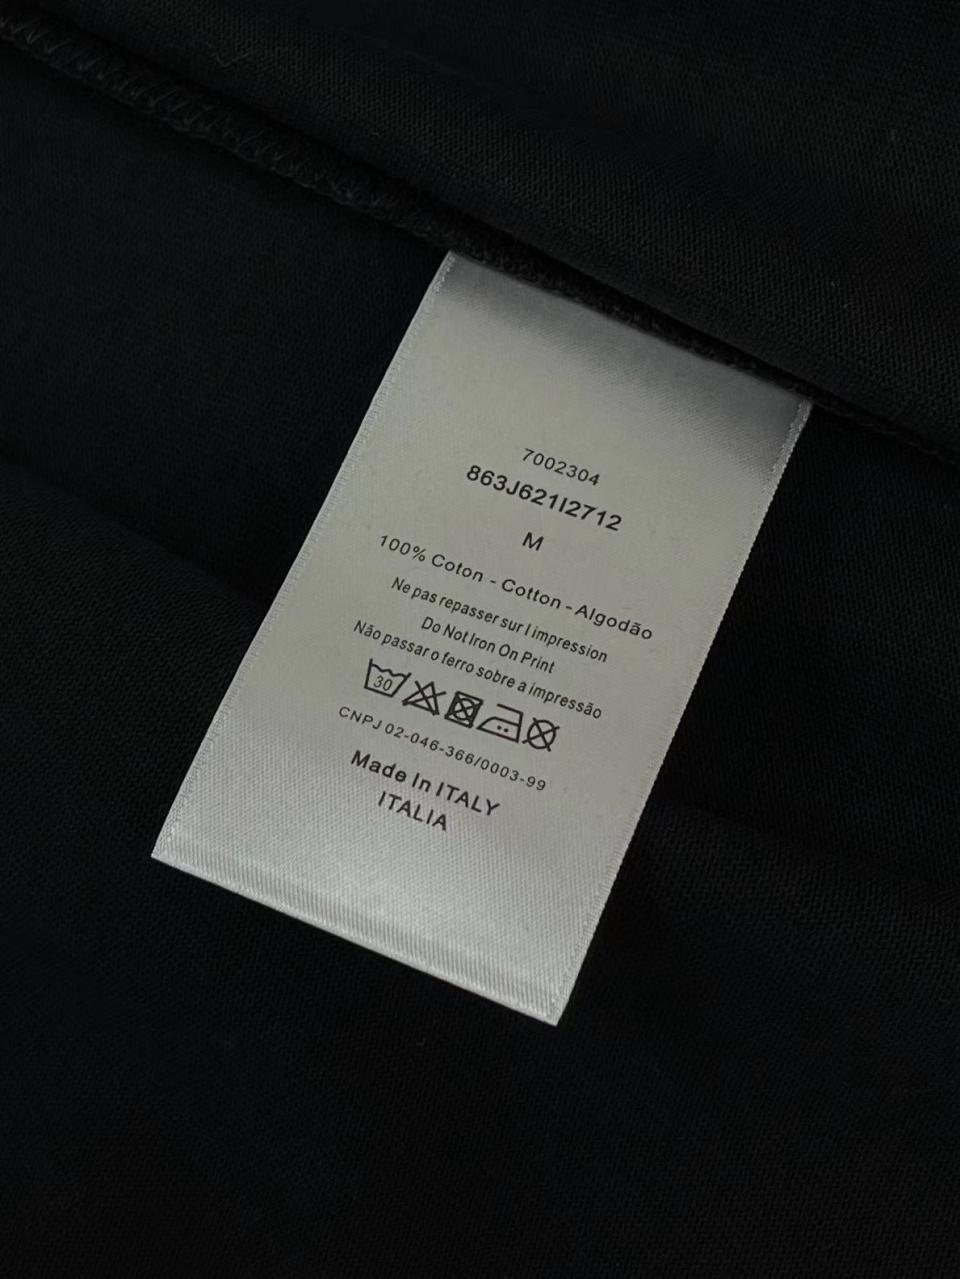 7002304
863J621I2712
M
100% Coton - Cotton - Algodão
Ne pas repasser sur l impression
Do Not Iron On Print
Não passar o ferro sobre a impressão
30
CNPJ 02-046-366/0003-99
Made In ITALY
ITALIA